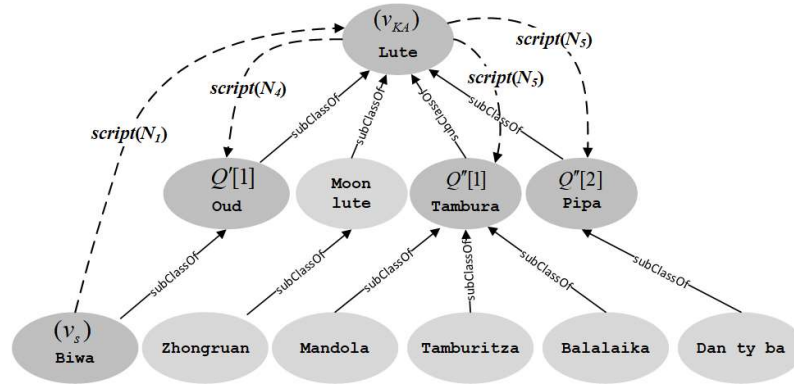 (v_KA)
Lute
script(N_5)
script(N_4)
script(N_5)
script(N_1)
subClassOf
subClassOf
subClassOf
subClassOf
Q'[1]
Oud
Moon
lute
Q''[1]
Tambura
Q''[2]
Pipa
subClassOf
subClassOf
subClassOf
subClassOf
subClassOf
subClassOf
(v_s)
Biwa
Zhongruan
Mandola
Tamburitza
Balalaika
Dan ty ba